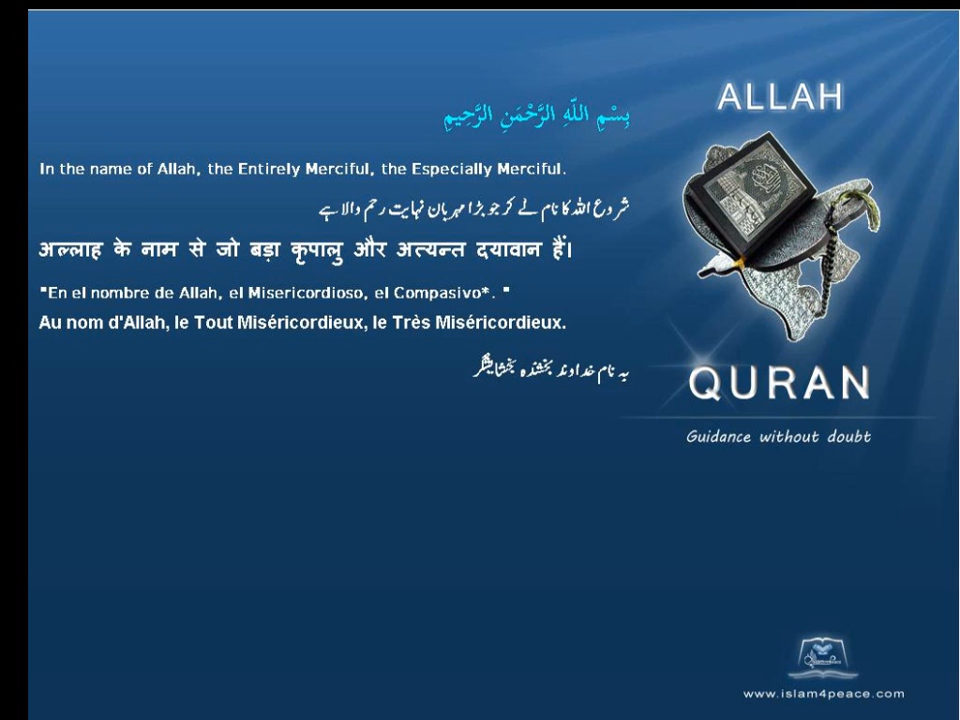 بِسْمِ اللّهِ الرَّحْمَنِ الرَّحِيمِ
In the name of Allah, the Entirely Merciful, the Especially Merciful.
شروع الله کا نام لے کر جو بڑا مہربان نہایت رحم والا ہے
अल्लाह के नाम से जो बड़ा कृपालु और अत्यन्त दयावान हैं।
"En el nombre de Allah, el Misericordioso, el Compasivo*. "
Au nom d'Allah, le Tout Miséricordieux, le Très Miséricordieux.
به نام خداوند بخشنده بخشایشگر
ALLAH
QURAN
Guidance without doubt
www.islam4peace.com